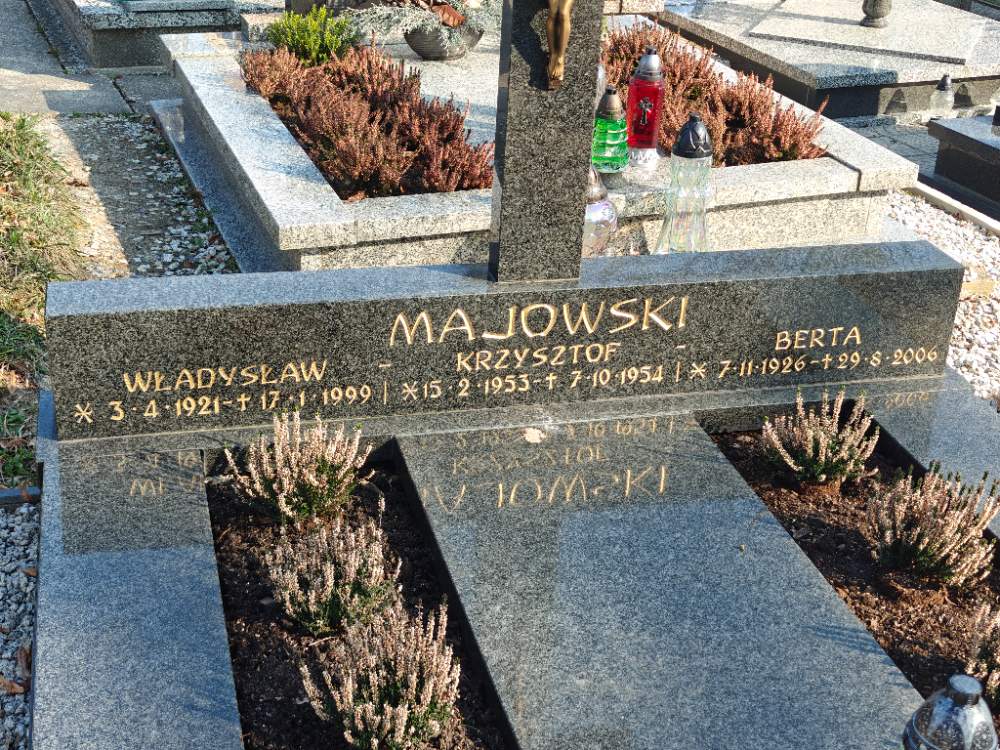 MAJOWSKI
WŁADYSŁAW - KRZYSZTOF - BERTA
* 3·4·1921-✝17·1·1999 | *15·2·1953-✝7·10·1954 | *7·11·1926-✝29·8·2006